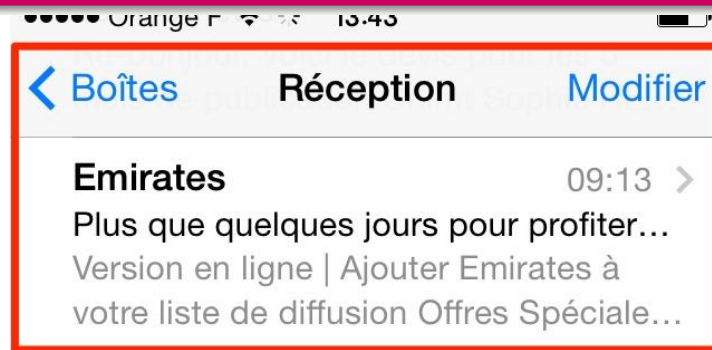 Orange F 13:43
Boîtes Réception Modifier
Emirates 09:13
Plus que quelques jours pour profiter…
Version en ligne | Ajouter Emirates à
votre liste de diffusion Offres Spéciale…